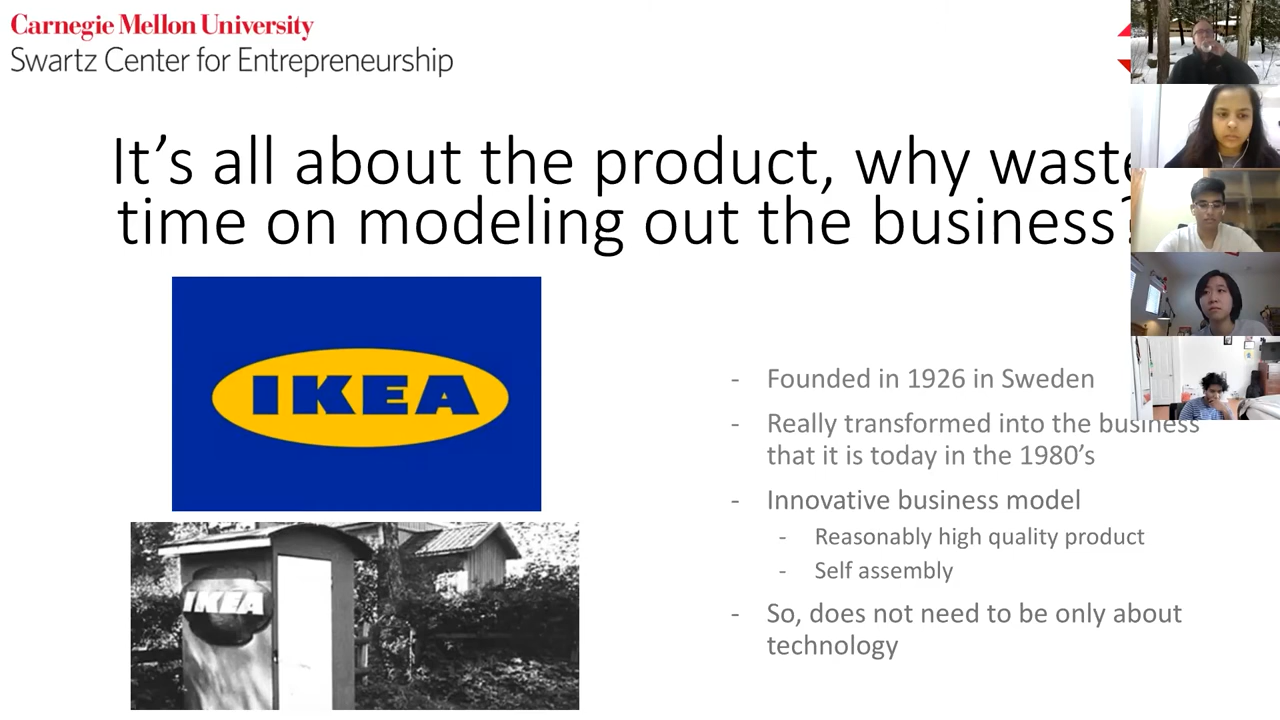 Carnegie Mellon University
Swartz Center for Entrepreneurship
It’s all about the product, why waste
time on modeling out the business?
IKEA
- Founded in 1926 in Sweden
- Really transformed into the business
that it is today in the 1980’s
- Innovative business model
- Reasonably high quality product
- Self assembly
- So, does not need to be only about
technology
IKEA